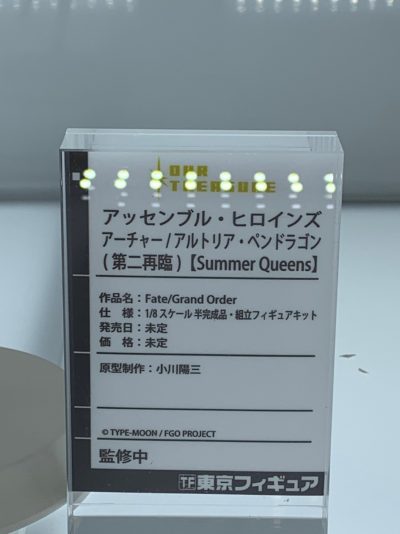 OUR
TREASURE
アッセンブル・ヒロインズ
アーチャー/アルトリア・ペンドラゴン
(第二再臨)【Summer Queens】
作品名：Fate/Grand Order
仕　様：1/8 スケール 半完成品・組立フィギュアキット
発売日：未定
価　格：未定
原型制作：小川陽三
© TYPE-MOON / FGO PROJECT
監修中
TF 東京フィギュア